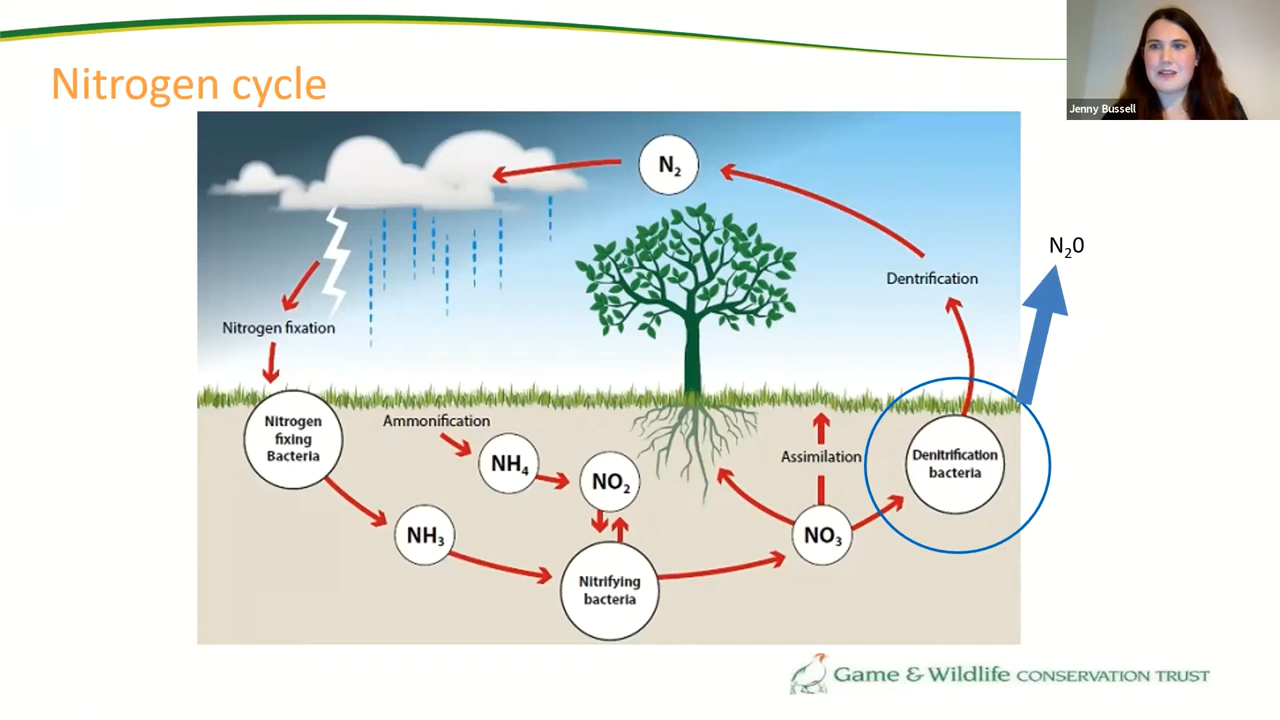 Nitrogen cycle
Jenny Bussell
N₂
N₂0
Dentrification
Nitrogen fixation
Nitrogen
fixing
Bacteria
Ammonification
NH₄
NO₂
Assimilation
Denitrification
bacteria
NH₃
NO₃
Nitrifying
bacteria
Game & Wildlife CONSERVATION TRUST